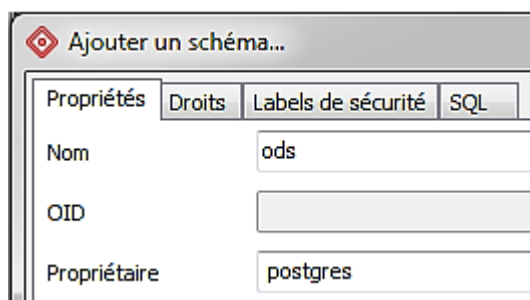 Ajouter un schéma...
Propriétés Droits Labels de sécurité SQL
Nom ods
OID
Propriétaire postgres